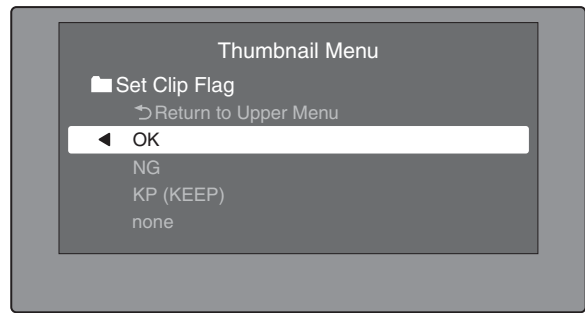 Thumbnail Menu
Set Clip Flag
Return to Upper Menu
OK
NG
KP (KEEP)
none